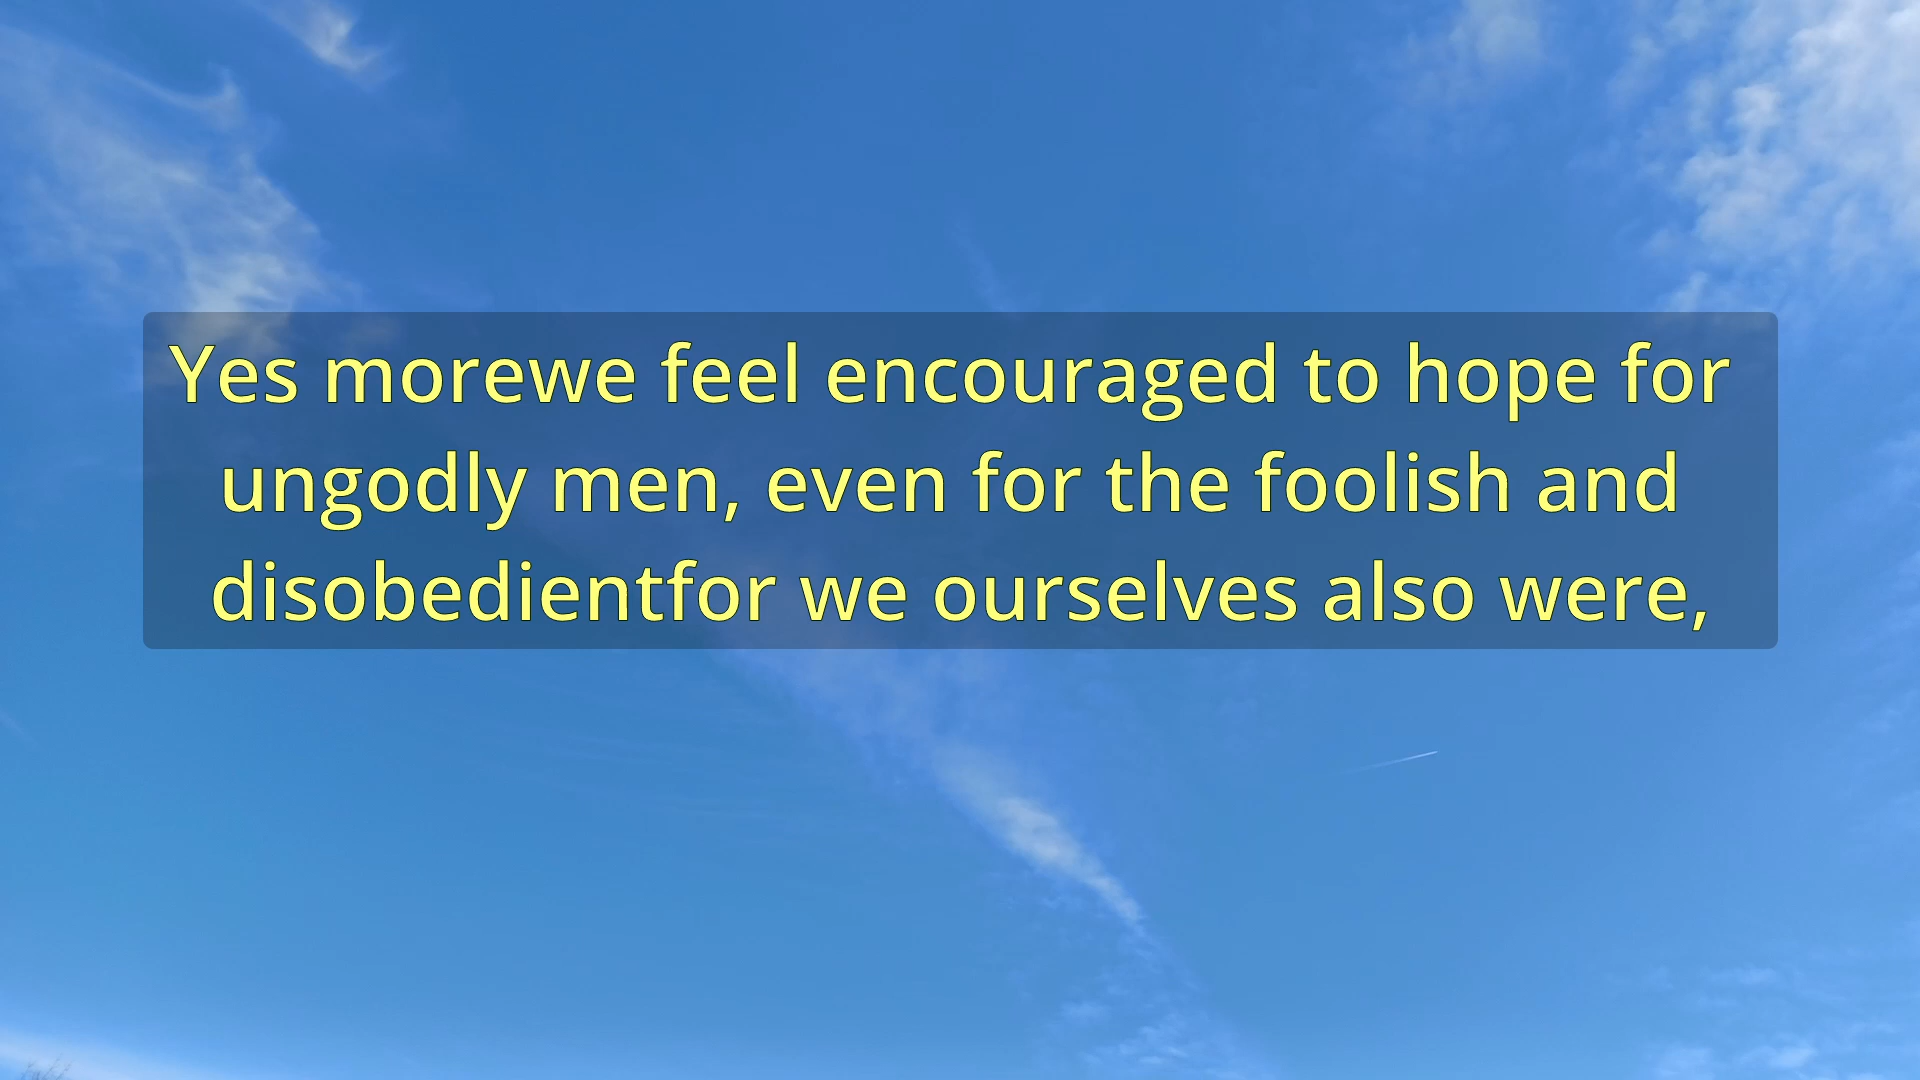 Yes morewe feel encouraged to hope for
ungodly men, even for the foolish and
disobedientfor we ourselves also were,